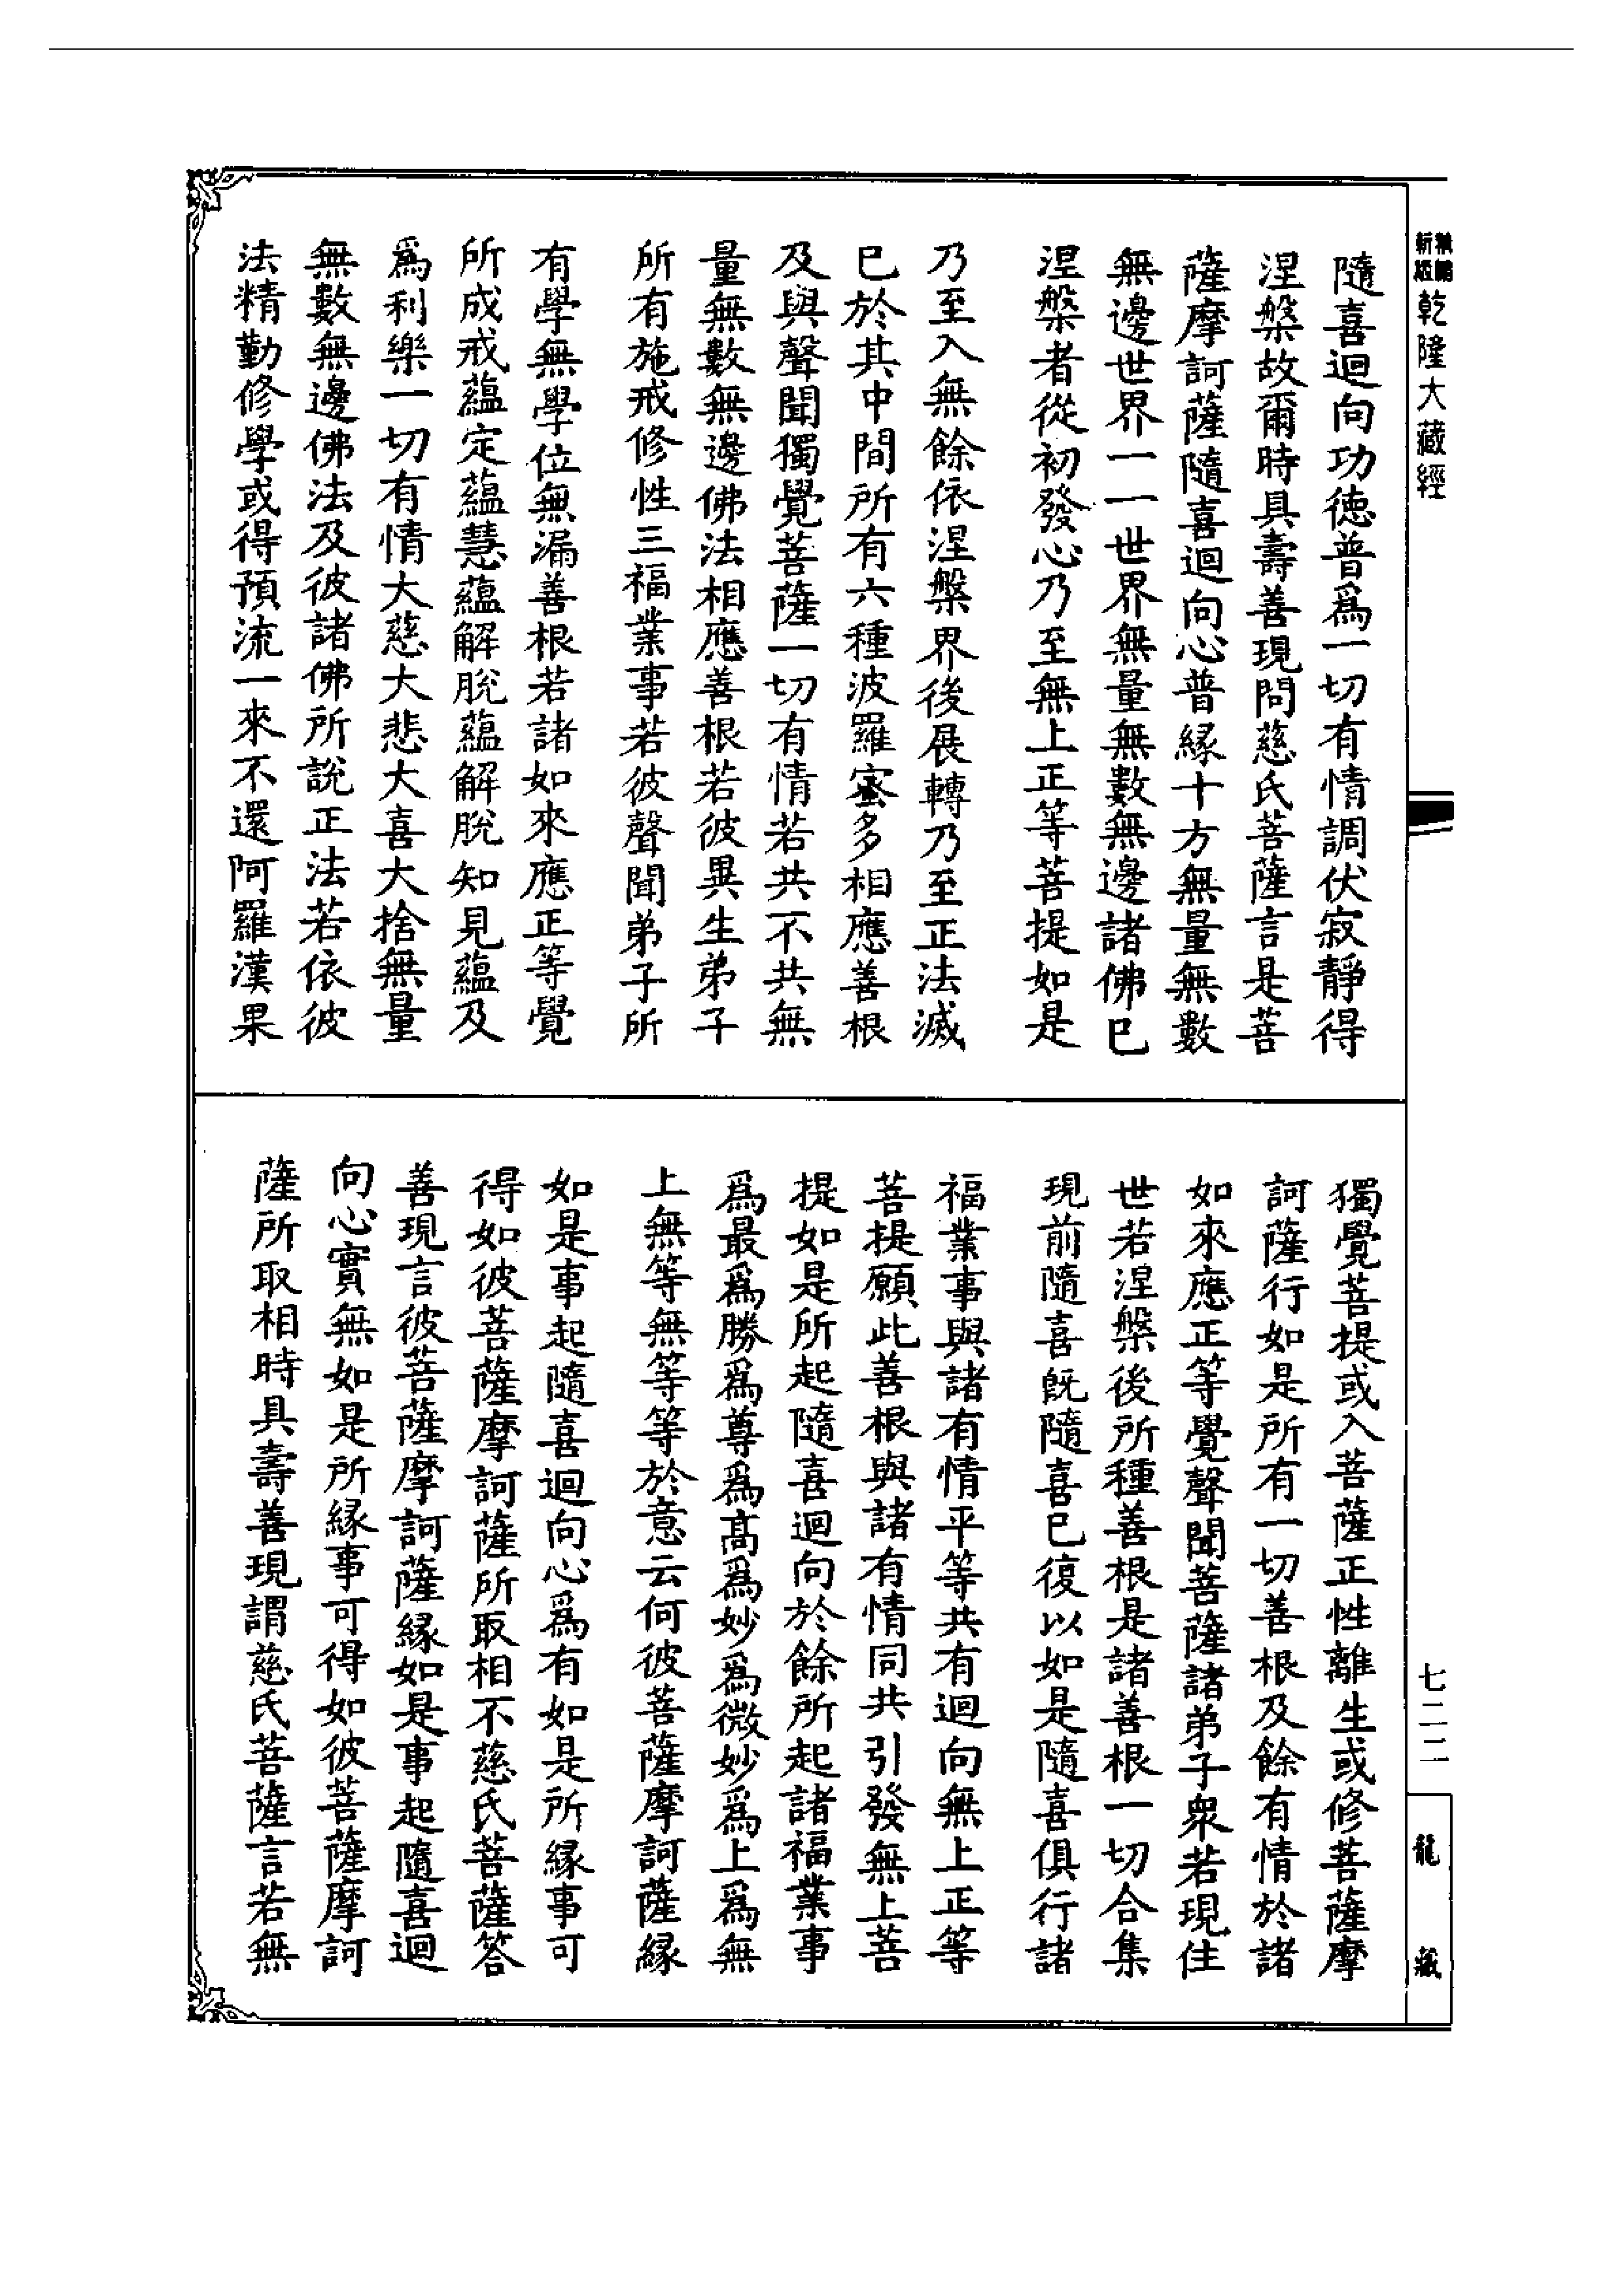 乾隆大藏經
隨喜迴向功德普爲一切有情調伏寂靜得
涅槃故爾時具壽善現問慈氏菩薩言是菩
薩摩訶薩隨喜迴向心普緣十方無量無數
無邊世界一一世界無量無數無邊諸佛已
涅槃者從初發心乃至無上正等菩提如是
乃至入無餘依涅槃界後展轉乃至正法滅
已於其中間所有六種波羅蜜多相應善根
及與聲聞獨覺菩薩一切有情若共不共無
量無數無邊佛法相應善根若彼異生弟子
所有施戒修性三福業事若彼聲聞弟子所
有學無學位無漏善根若諸如來應正等覺
所成戒蘊定蘊慧蘊解脫蘊解脫知見蘊及
爲利樂一切有情大慈大悲大喜大捨無量
無數無邊佛法及彼諸佛所說正法若依彼
法精勤修學或得預流一來不還阿羅漢果
獨覺菩提或入菩薩正性離生或修菩薩摩
訶薩行如是所有一切善根及餘有情於諸
如來應正等覺聲聞菩薩諸弟子衆若現住
世若涅槃後所種善根是諸善根一切合集
現前隨喜既隨喜已復以如是隨喜俱行諸
福業事與諸有情平等共有迴向無上正等
菩提願此善根與諸有情同共引發無上菩
提如是所起隨喜迴向於餘所起諸福業事
爲最爲勝爲尊爲高爲妙爲微妙爲上爲無
上無等無等等於意云何彼菩薩摩訶薩緣
如是事起隨喜迴向心爲有如是所緣事可
得如彼菩薩摩訶薩所取相不慈氏菩薩答
善現言彼菩薩摩訶薩緣如是事起隨喜迴
向心實無如是所緣事可得如彼菩薩摩訶
薩所取相時具壽善現謂慈氏菩薩言若無
七二二
龍藏